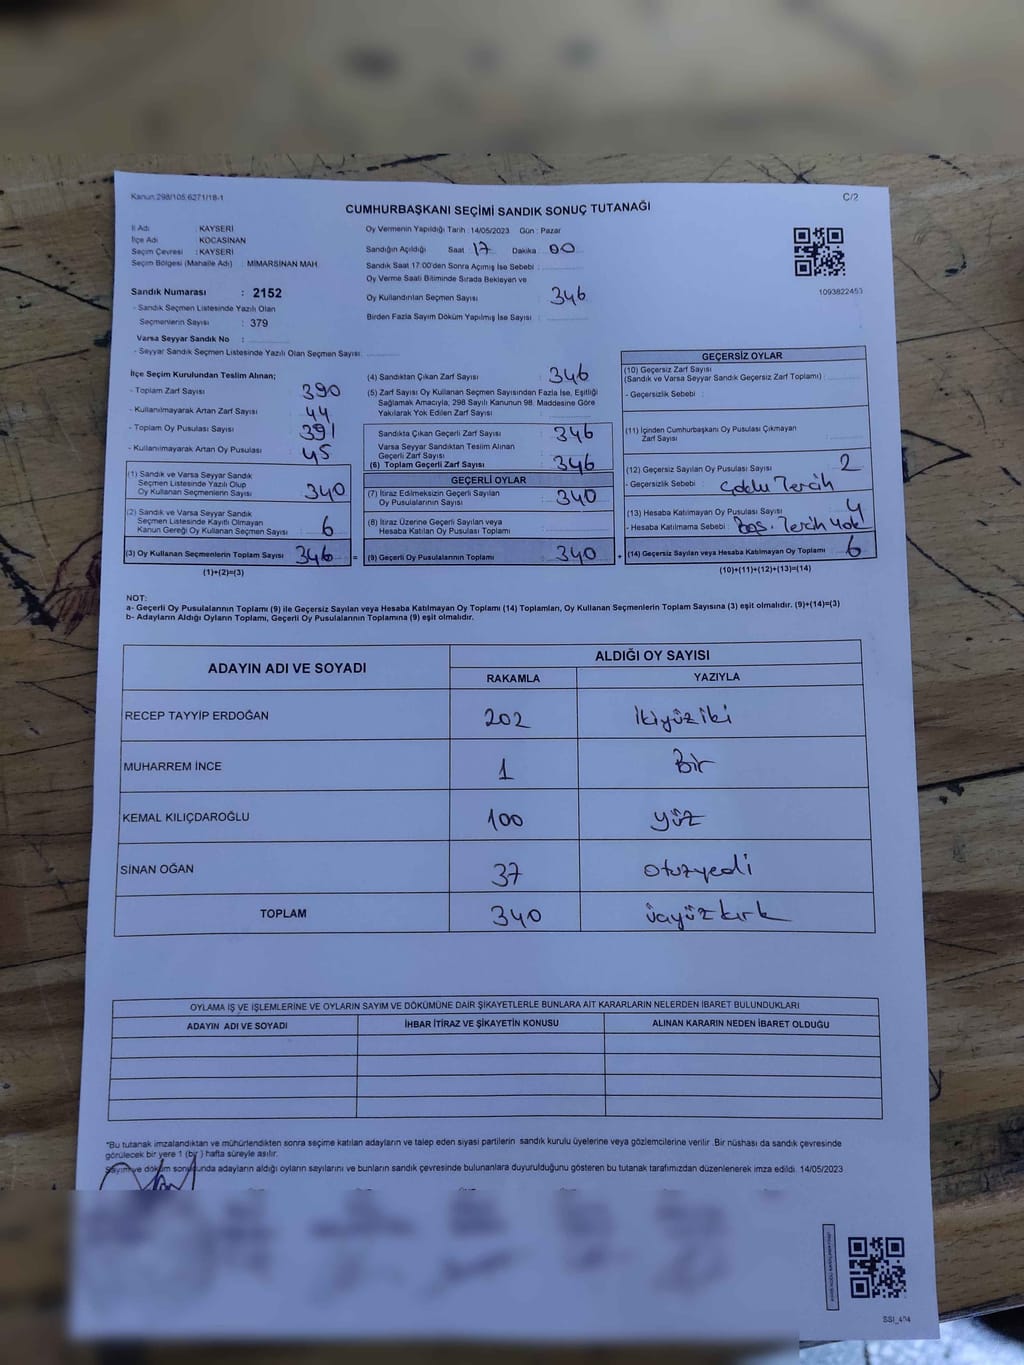 Kanun:298/105,6271/18-1
C/2
CUMHURBAŞKANI SEÇİMİ SANDIK SONUÇ TUTANAĞI
İl Adı : KAYSERİ
İlçe Adı : KOCASİNAN
Seçim Çevresi : KAYSERİ
Seçim Bölgesi (Mahalle Adı) : MİMARSİNAN MAH.
Sandık Numarası : 2152
- Sandık Seçmen Listesinde Yazılı Olan
Seçmenlerin Sayısı : 379
Varsa Seyyar Sandık No :
- Seyyar Sandık Seçmen Listesinde Yazılı Olan Seçmen Sayısı:
Oy Vermenin Yapıldığı Tarih : 14/05/2023 Gün : Pazar
Sandığın Açıldığı Saat : 17 Dakika : 00
Sandık Saat 17:00'den Sonra Açılmış İse Sebebi :
Oy Verme Saati Bitiminde Sırada Bekleyen ve
Oy Kullandırılan Seçmen Sayısı : 346
Birden Fazla Sayım Döküm Yapılmış İse Sayısı :
1093822453
İlçe Seçim Kurulundan Teslim Alınan;
- Toplam Zarf Sayısı : 390
- Kullanılmayarak Artan Zarf Sayısı : 44
- Toplam Oy Pusulası Sayısı : 391
- Kullanılmayarak Artan Oy Pusulası : 45
(1) Sandık ve Varsa Seyyar Sandık
Seçmen Listesinde Yazılı Olup
Oy Kullanan Seçmenlerin Sayısı : 340
(2) Sandık ve Varsa Seyyar Sandık
Seçmen Listesinde Kayıtlı Olmayan
Kanun Gereği Oy Kullanan Seçmen Sayısı : 6
(3) Oy Kullanan Seçmenlerin Toplam Sayısı : 346 =
(1)+(2)=(3)
(4) Sandıktan Çıkan Zarf Sayısı : 346
(5) Zarf Sayısı Oy Kullanan Seçmen Sayısından Fazla İse, Eşitliği
Sağlamak Amacıyla, 298 Sayılı Kanunun 98. Maddesine Göre
Yakılarak Yok Edilen Zarf Sayısı :
Sandıkta Çıkan Geçerli Zarf Sayısı : 346
Varsa Seyyar Sandıktan Teslim Alınan
Geçerli Zarf Sayısı :
(6) Toplam Geçerli Zarf Sayısı : 346
GEÇERLİ OYLAR
(7) İtiraz Edilmeksizin Geçerli Sayılan
Oy Pusulalarının Sayısı : 340
(8) İtiraz Üzerine Geçerli Sayılan veya
Hesaba Katılan Oy Pusulası Toplamı :
(9) Geçerli Oy Pusulalarının Toplamı : 340 +
GEÇERSİZ OYLAR
(10) Geçersiz Zarf Sayısı
(Sandık ve Varsa Seyyar Sandık Geçersiz Zarf Toplamı) :
- Geçersizlik Sebebi :
(11) İçinden Cumhurbaşkanı Oy Pusulası Çıkmayan
Zarf Sayısı :
(12) Geçersiz Sayılan Oy Pusulası Sayısı : 2
- Geçersizlik Sebebi : Çoklu Tercih
(13) Hesaba Katılmayan Oy Pusulası Sayısı : 4
- Hesaba Katılmama Sebebi : Boş. Tercih Yok!
(14) Geçersiz Sayılan veya Hesaba Katılmayan Oy Toplamı : 6
(10)+(11)+(12)+(13)=(14)
NOT:
a- Geçerli Oy Pusulalarının Toplamı (9) ile Geçersiz Sayılan veya Hesaba Katılmayan Oy Toplamı (14) Toplamları, Oy Kullanan Seçmenlerin Toplam Sayısına (3) eşit olmalıdır. (9)+(14)=(3)
b- Adayların Aldığı Oyların Toplamı, Geçerli Oy Pusulalarının Toplamına (9) eşit olmalıdır.
ADAYIN ADI VE SOYADI
ALDIĞI OY SAYISI
RAKAMLA YAZIYLA
RECEP TAYYİP ERDOĞAN 202 ikiyüziki
MUHARREM İNCE 1 Bir
KEMAL KILIÇDAROĞLU 100 yüz
SİNAN OĞAN 37 otuzyedi
TOPLAM 340 üçyüzkırk
OYLAMA İŞ VE İŞLEMLERİNE VE OYLARIN SAYIM VE DÖKÜMÜNE DAİR ŞİKAYETLERLE BUNLARA AİT KARARLARIN NELERDEN İBARET BULUNDUKLARI
ADAYIN ADI VE SOYADI İHBAR İTİRAZ VE ŞİKAYETİN KONUSU ALINAN KARARIN NEDEN İBARET OLDUĞU
*Bu tutanak imzalandıktan ve mühürlendikten sonra seçime katılan adayların ve talep eden siyasi partilerin sandık kurulu üyelerine veya gözlemcilerine verilir. Bir nüshası da sandık çevresinde
görülecek bir yere 1 (bir) hafta süreyle asılır.
Sayım ve döküm sonucunda adayların aldığı oyların sayılarını ve bunların sandık çevresinde bulunanlara duyurulduğunu gösteren bu tutanak tarafımızdan düzenlenerek imza edildi. 14/05/2023